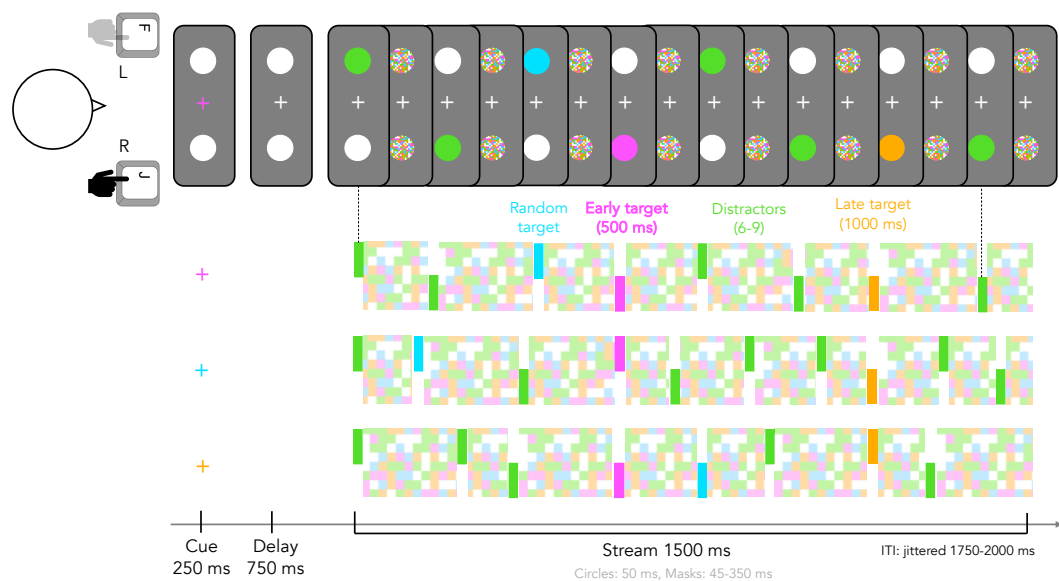 F
L
R
J
Random
target
Early target
(500 ms)
Distractors
(6-9)
Late target
(1000 ms)
Cue
250 ms
Delay
750 ms
Stream 1500 ms
ITI: jittered 1750-2000 ms
Circles: 50 ms, Masks: 45-350 ms